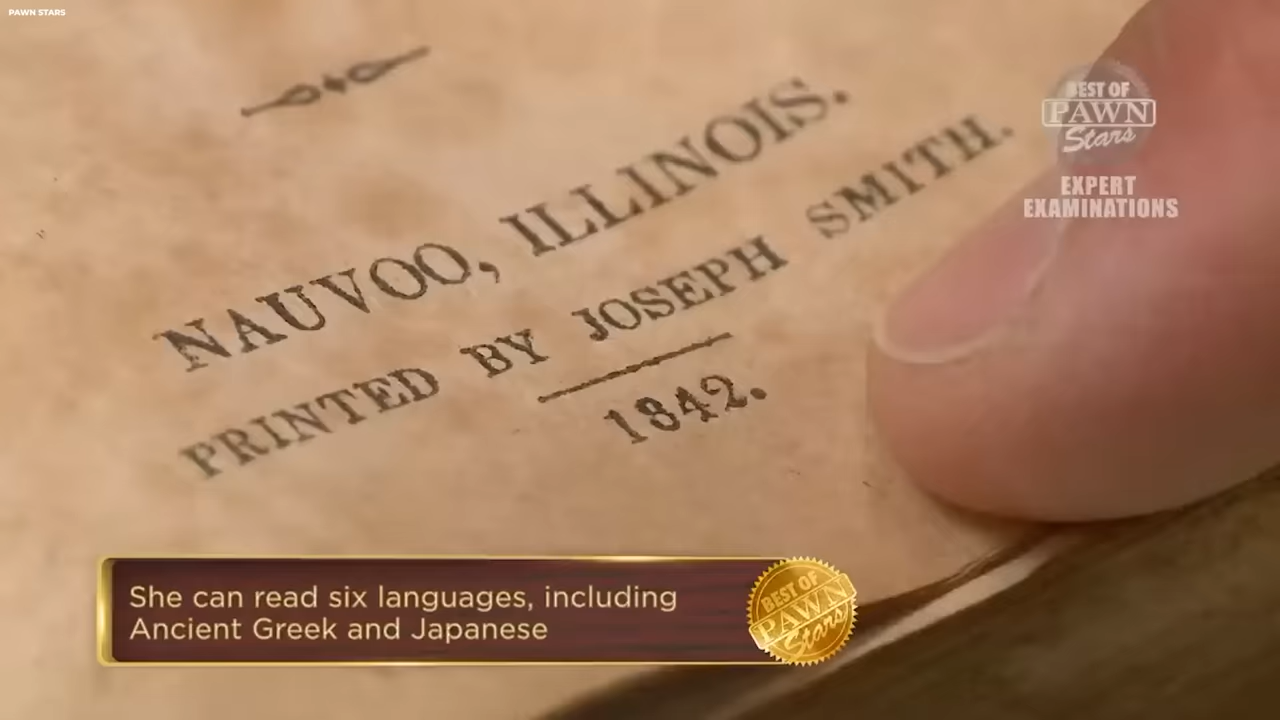 PAWN STARS
BEST OF
PAWN
Stars
EXPERT
EXAMINATIONS
NAUVOO, ILLINOIS.
PRINTED BY JOSEPH SMITH.
1842.
She can read six languages, including
Ancient Greek and Japanese
BEST OF
PAWN
Stars